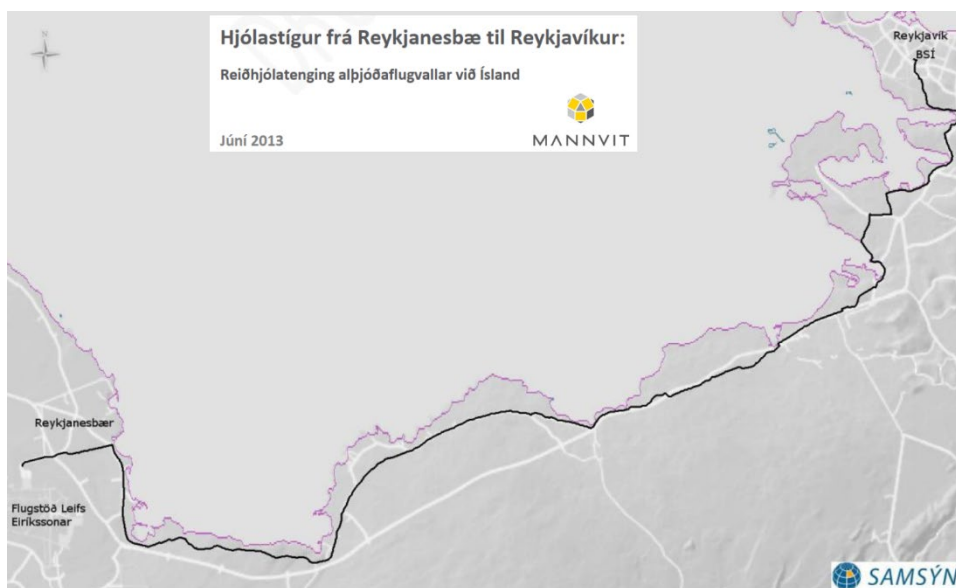 Hjólastígur frá Reykjanesbæ til Reykjavíkur:
Reiðhjólatenging alþjóðaflugvallar við Ísland
Júní 2013
MANNVIT
N
Reykjavík
BSÍ
Reykjanesbær
Flugstöð Leifs
Eiríkssonar
SAMSÝN